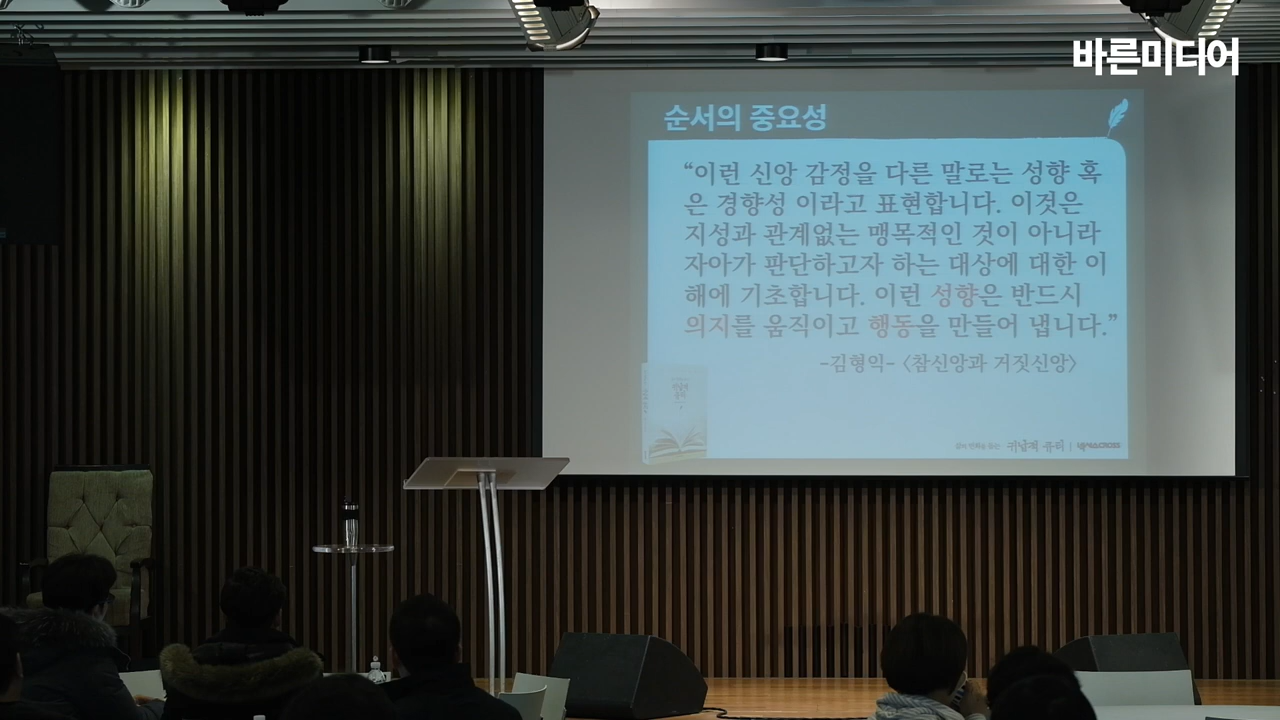 바른미디어
순서의 중요성
“이런 신앙 감정을 다른 말로는 성향 혹
은 경향성 이라고 표현합니다. 이것은
지성과 관계없는 맹목적인 것이 아니라
자아가 판단하고자 하는 대상에 대한 이
해에 기초합니다. 이런 성향은 반드시
의지를 움직이고 행동을 만들어 냅니다.”
-김형익- 〈참신앙과 거짓신앙〉